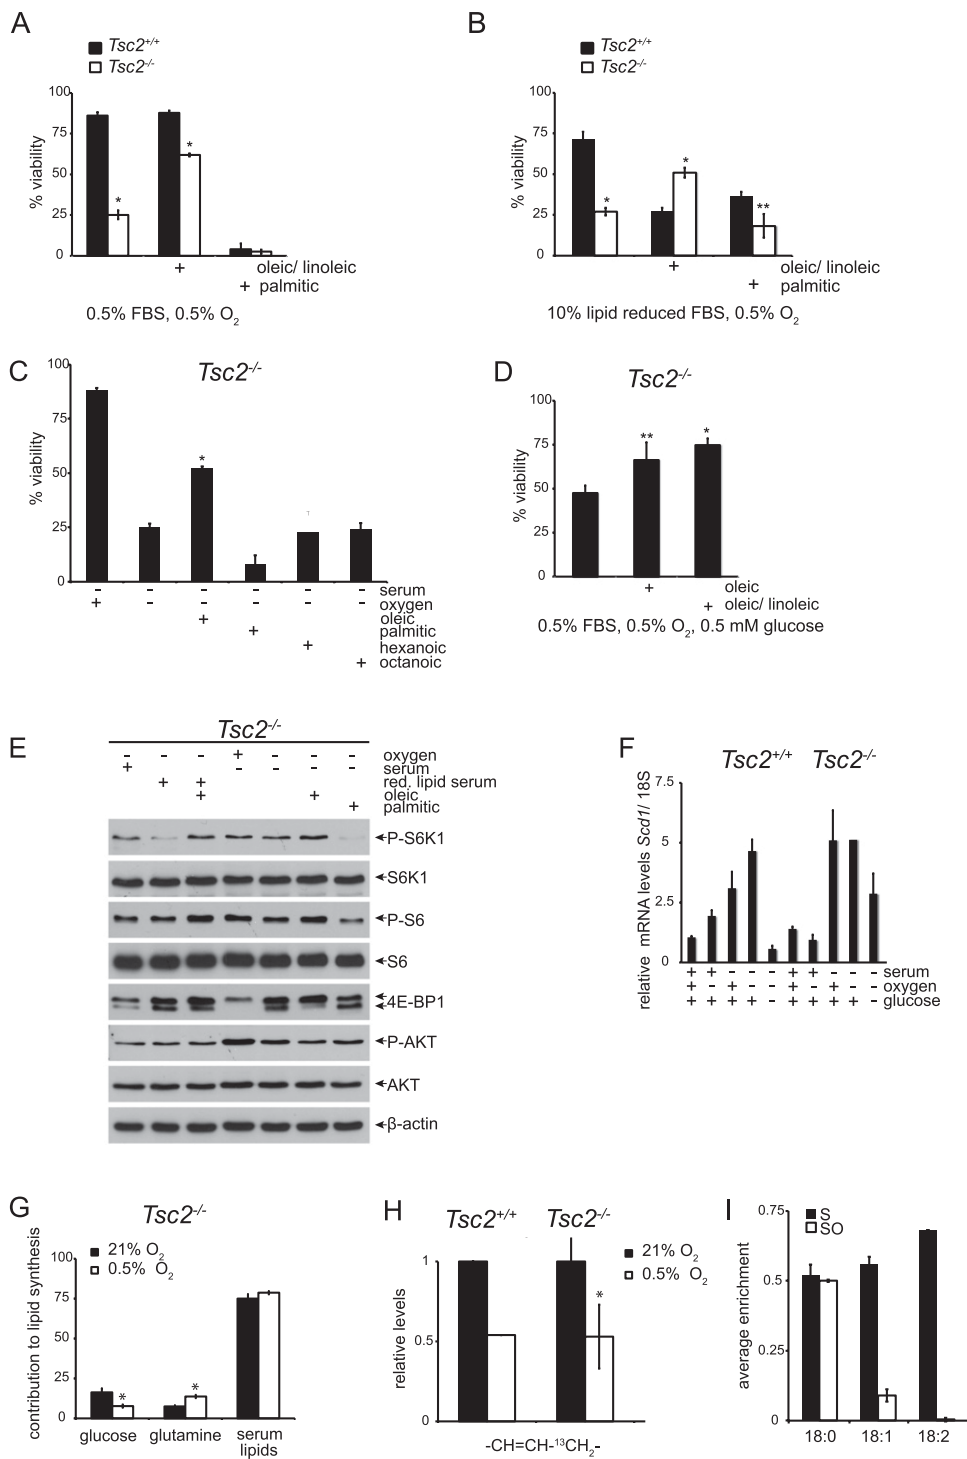 A
Tsc2+/+
Tsc2-/-
100
75
50
25
0
% viability
*
*
+ oleic/ linoleic
+ palmitic
0.5% FBS, 0.5% O2
B
Tsc2+/+
Tsc2-/-
100
75
50
25
0
% viability
*
*
**
+ oleic/ linoleic
+ palmitic
10% lipid reduced FBS, 0.5% O2
C
Tsc2-/-
100
75
50
25
0
% viability
*
- - - - - - serum
+ - - - - - oxygen
+ oleic
+ palmitic
+ hexanoic
+ octanoic
D
Tsc2-/-
100
75
50
25
0
% viability
**
*
+ oleic
+ oleic/ linoleic
0.5% FBS, 0.5% O2, 0.5 mM glucose
E
Tsc2-/-
- - - + - - - oxygen
+ - - - - serum
+ + red. lipid serum
+ + oleic
+ palmitic
P-S6K1
S6K1
P-S6
S6
4E-BP1
P-AKT
AKT
β-actin
F
Tsc2+/+ Tsc2-/-
7.5
5
2.5
0
relative mRNA levels Scd1/ 18S
+ + - - - + + - - - serum
+ - + - - + - + - - oxygen
+ + + + - + + + + - glucose
G
Tsc2-/-
21% O2
0.5% O2
100
75
50
25
0
contribution to lipid synthesis
*
*
glucose glutamine serum
lipids
H
Tsc2+/+ Tsc2-/-
21% O2
0.5% O2
1
0.5
0
relative levels
*
-CH=CH-13CH2-
I
S
SO
0.75
0.5
0.25
0
average enrichment
18:0 18:1 18:2